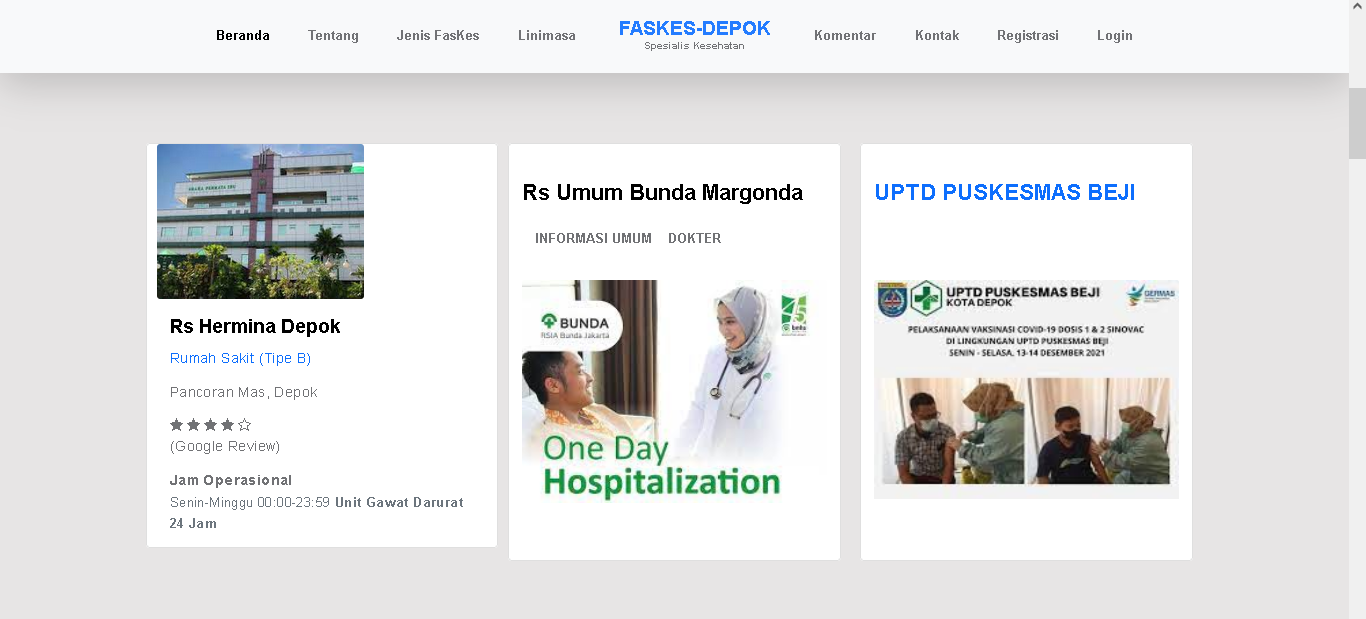 Beranda
Tentang
Jenis FasKes
Linimasa
FASKES-DEPOK
Spesialis Kesehatan
Komentar
Kontak
Registrasi
Login
Rs Hermina Depok
Rumah Sakit (Tipe B)
Pancoran Mas, Depok
(Google Review)
Jam Operasional
Senin-Minggu 00:00-23:59 Unit Gawat Darurat
24 Jam
Rs Umum Bunda Margonda
INFORMASI UMUM
DOKTER
BUNDA
RSIA Bunda Jakarta
45
One Day
Hospitalization
UPTD PUSKESMAS BEJI
UPTD PUSKESMAS BEJI
KOTA DEPOK
GERMAS
PELAKSANAAN VAKSINASI COVID-19 DOSIS 1 & 2 SINOVAC
DI LINGKUNGAN UPTD PUSKESMAS BEJI
SENIN - SELASA, 13-14 DESEMBER 2021